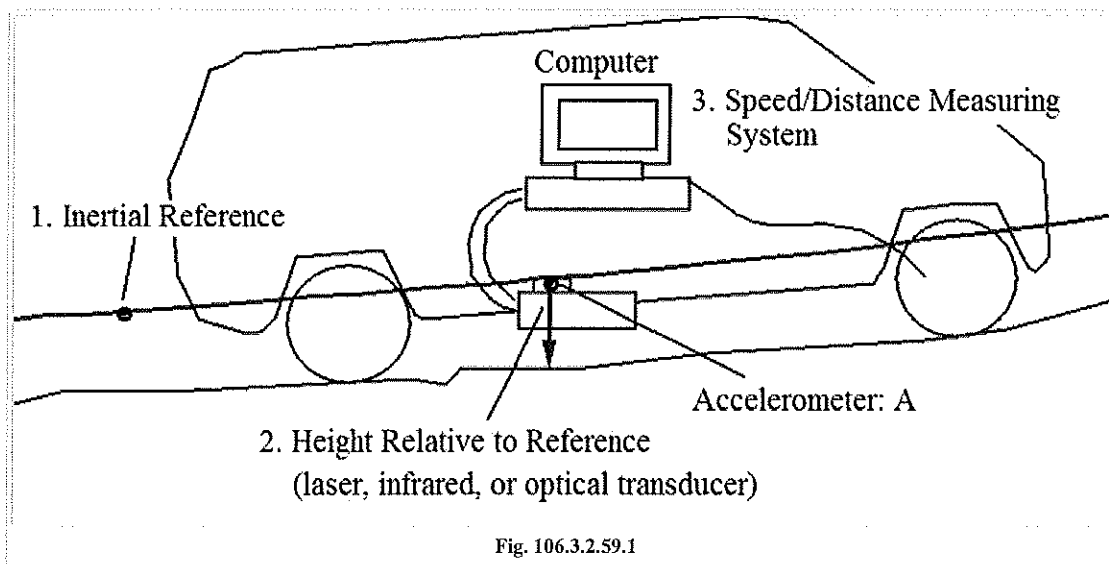 Computer
3. Speed/Distance Measuring
System
1. Inertial Reference
Accelerometer: A
2. Height Relative to Reference
(laser, infrared, or optical transducer)
Fig. 106.3.2.59.1